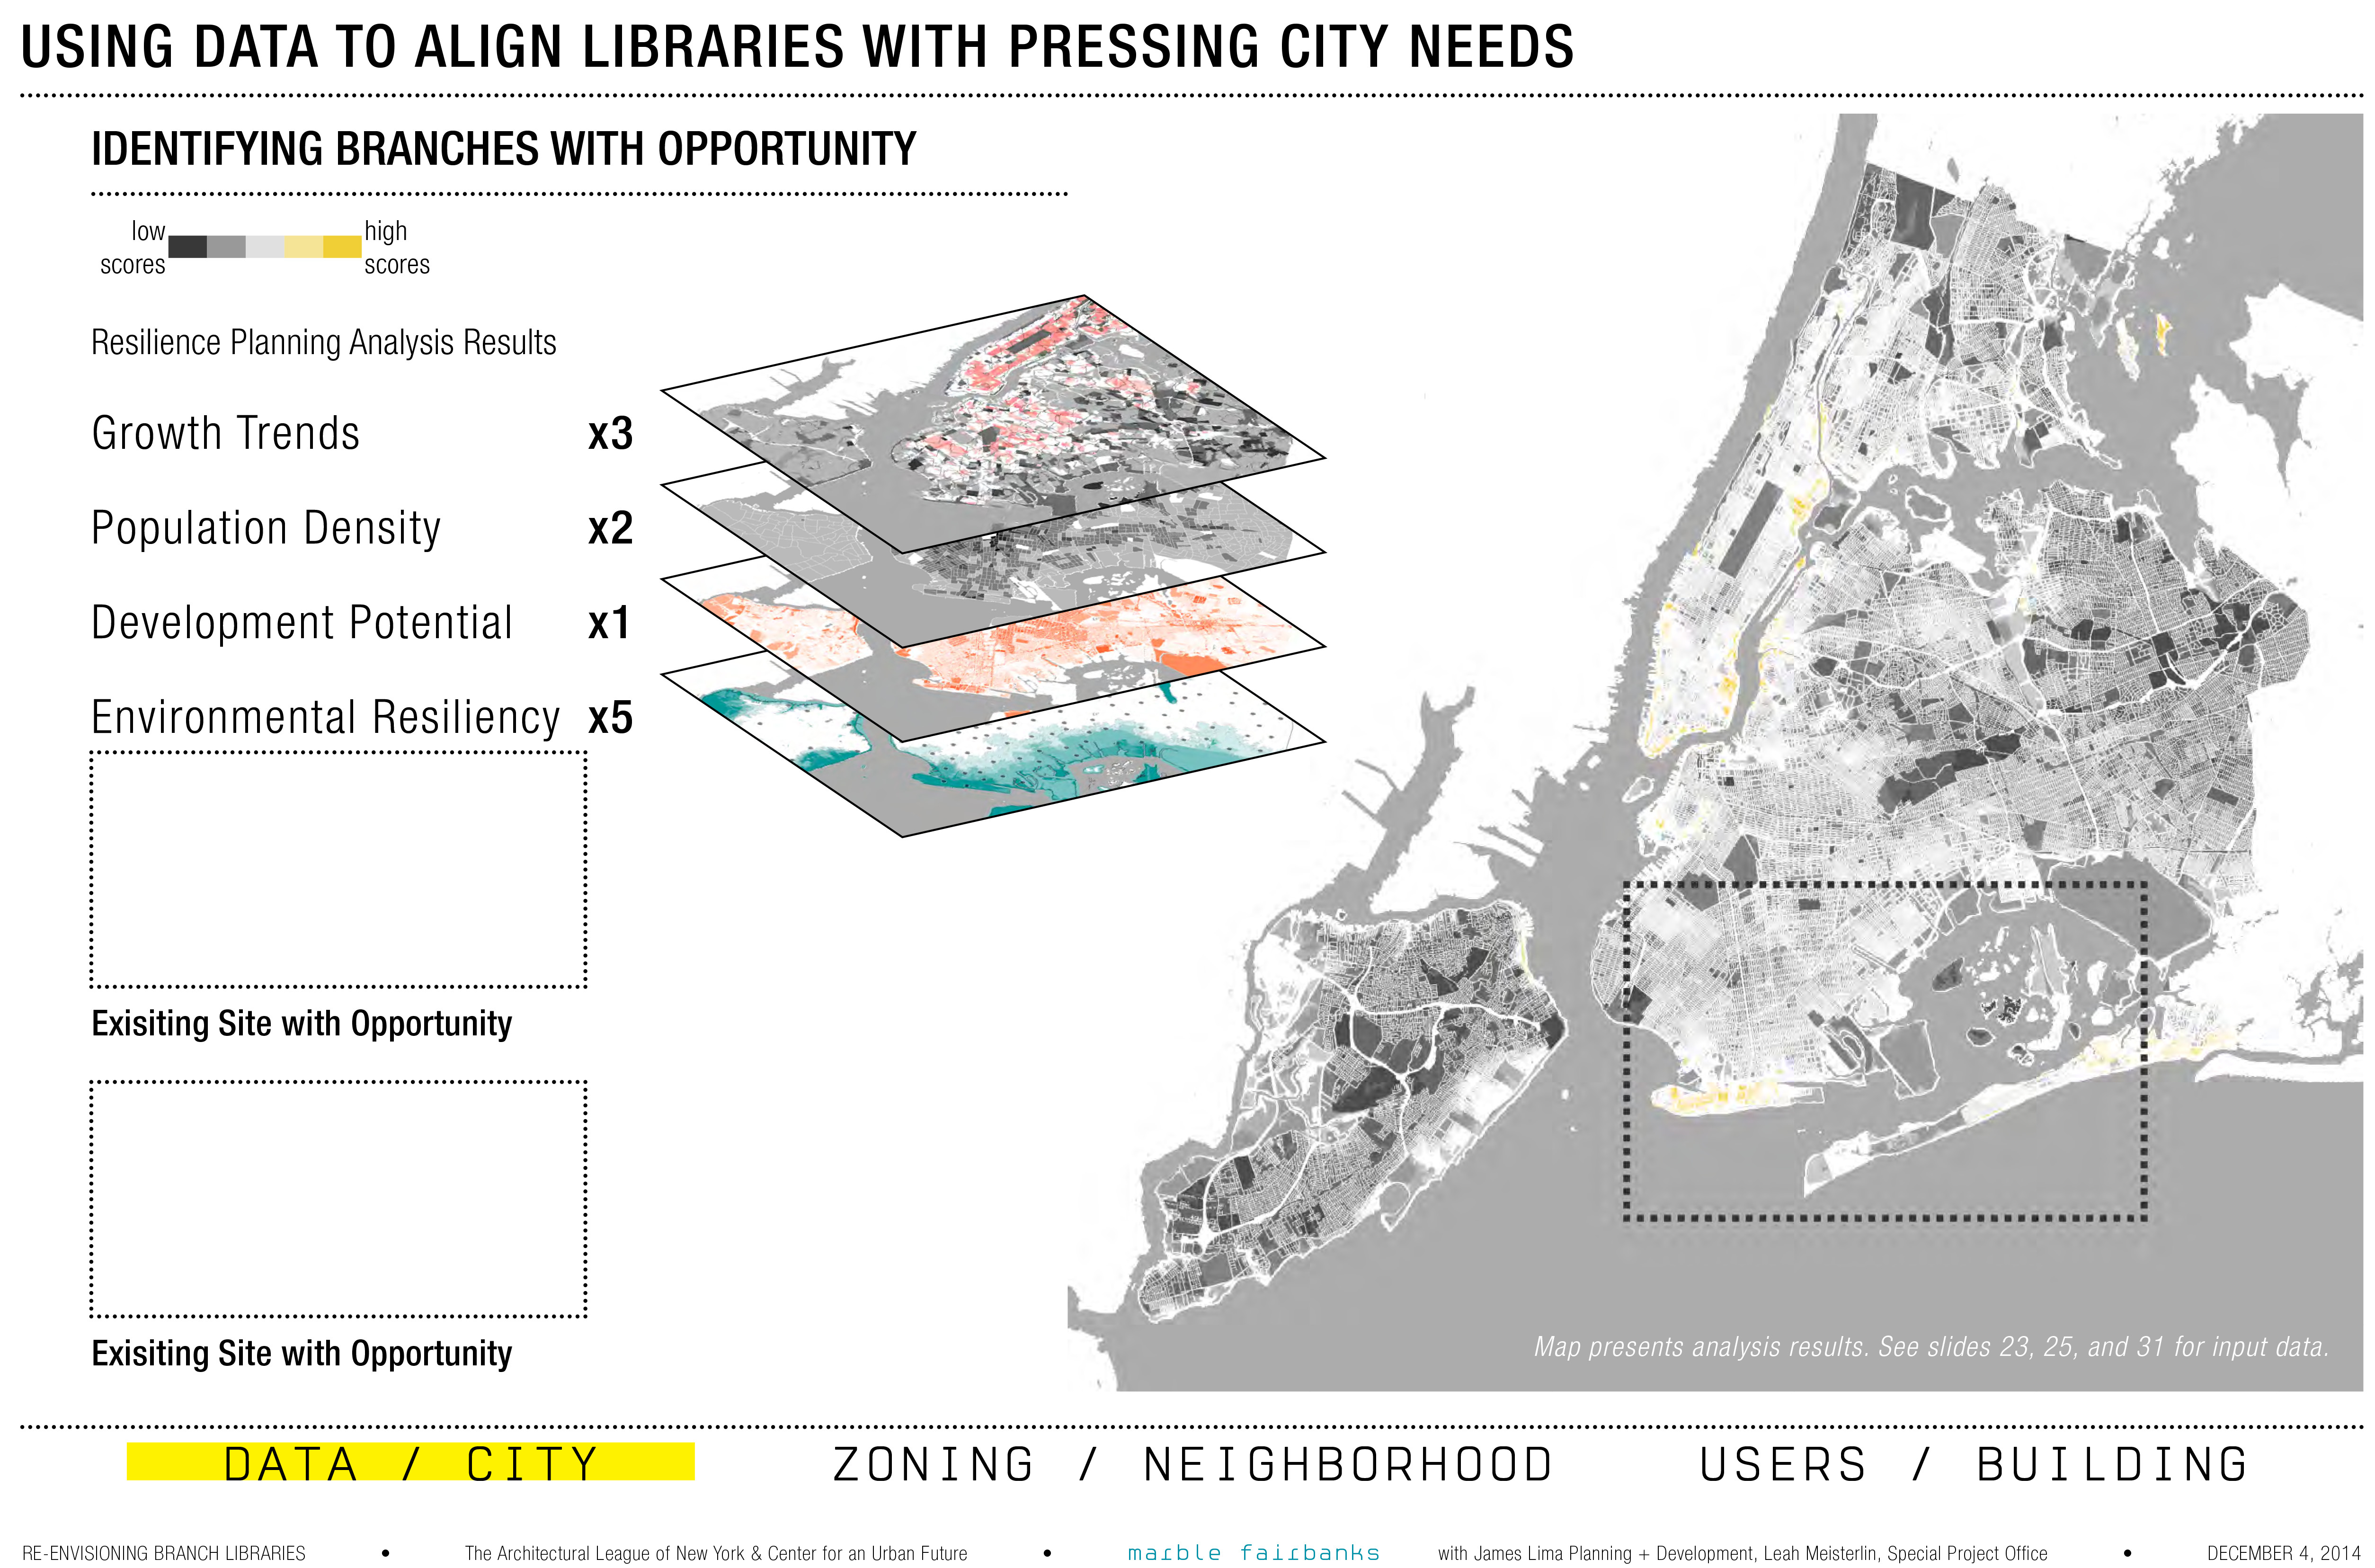 USING DATA TO ALIGN LIBRARIES WITH PRESSING CITY NEEDS
IDENTIFYING BRANCHES WITH OPPORTUNITY
low scores
high scores
Resilience Planning Analysis Results
Growth Trends x3
Population Density x2
Development Potential x1
Environmental Resiliency x5
Exisiting Site with Opportunity
Exisiting Site with Opportunity
Map presents analysis results. See slides 23, 25, and 31 for input data.
DATA / CITY ZONING / NEIGHBORHOOD USERS / BUILDING
RE-ENVISIONING BRANCH LIBRARIES • The Architectural League of New York & Center for an Urban Future • marble fairbanks with James Lima Planning + Development, Leah Meisterlin, Special Project Office • DECEMBER 4, 2014